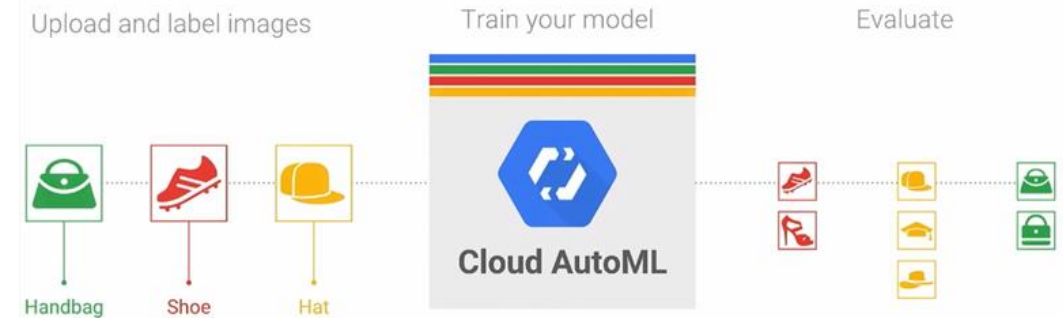 Upload and label images
Train your model
Evaluate
Cloud AutoML
Handbag
Shoe
Hat